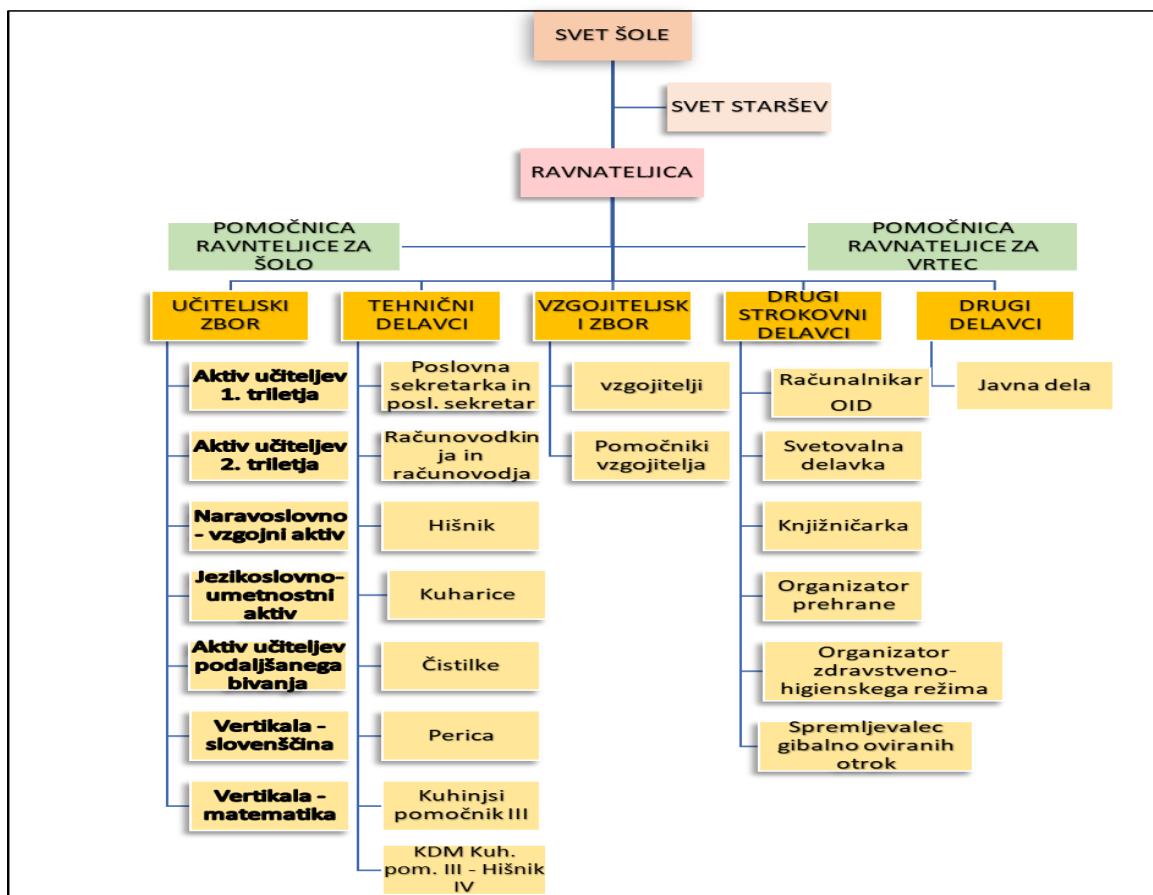 SVET ŠOLE
SVET STARŠEV
RAVNATELJICA
POMOČNICA
RAVNTELJICE ZA
ŠOLO
POMOČNICA
RAVNATELJICE ZA
VRTEC
UČITELJSKI
ZBOR
TEHNIČNI
DELAVCI
VZGOJITELJSK
I ZBOR
DRUGI
STROKOVNI
DELAVCI
DRUGI
DELAVCI
Aktiv učiteljev
1. triletja
Aktiv učiteljev
2. triletja
Naravoslovno
- vzgojni aktiv
Jezikoslovno-
umetnostni
aktiv
Aktiv učiteljev
podaljšanega
bivanja
Vertikala -
slovenščina
Vertikala -
matematika
Poslovna
sekretarka in
posl. sekretar
Računovodkin
ja in
računovodja
Hišnik
Kuharice
Čistilke
Perica
Kuhinjsi
pomočnik III
KDM Kuh.
pom. III - Hišnik
IV
vzgojitelji
Pomočniki
vzgojitelja
Računalnikar
OID
Svetovalna
delavka
Knjižničarka
Organizator
prehrane
Organizator
zdravstveno-
higienskega režima
Spremljevalec
gibalno oviranih
otrok
Javna dela